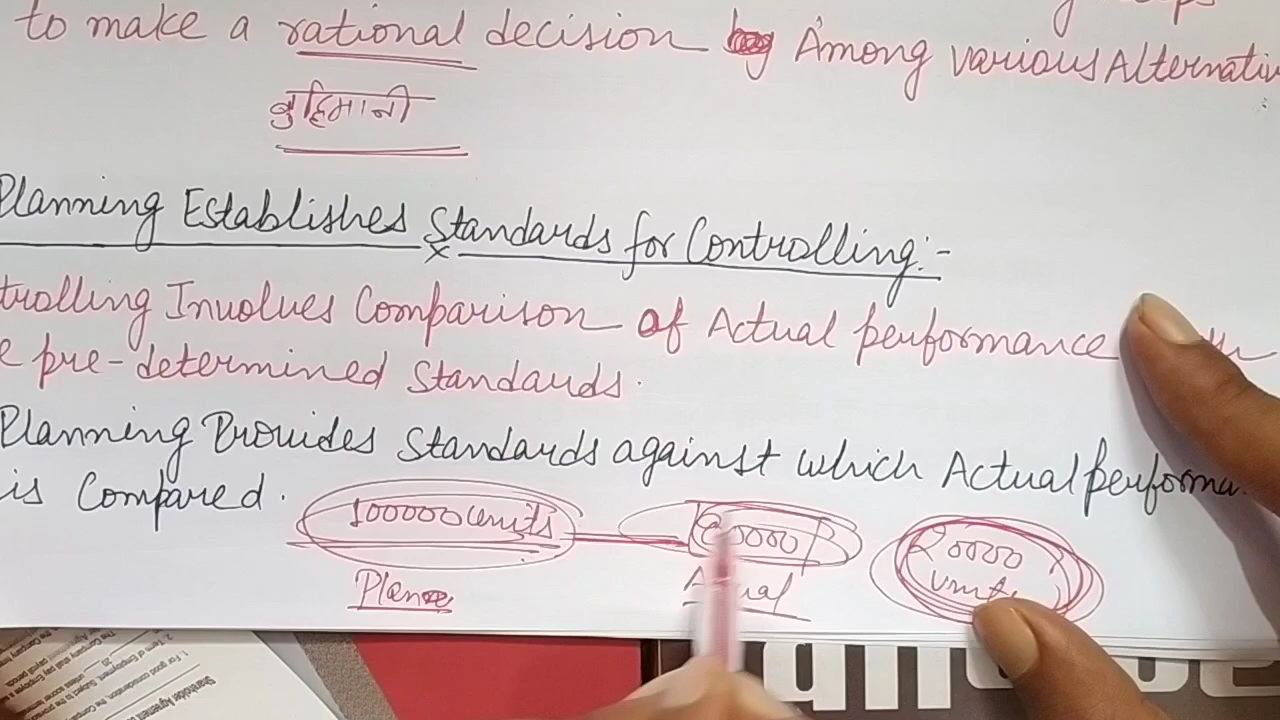 to make a rational decision Among various Alternativ
बुद्धिमानी
Planning Establishes Standards for Controlling:-
trolling Involves Comparison of Actual performance
e pre-determined Standards.
Planning Provides Standards against which Actual performa
is Compared.
100000 units 80000 20000 units
Plan Actual